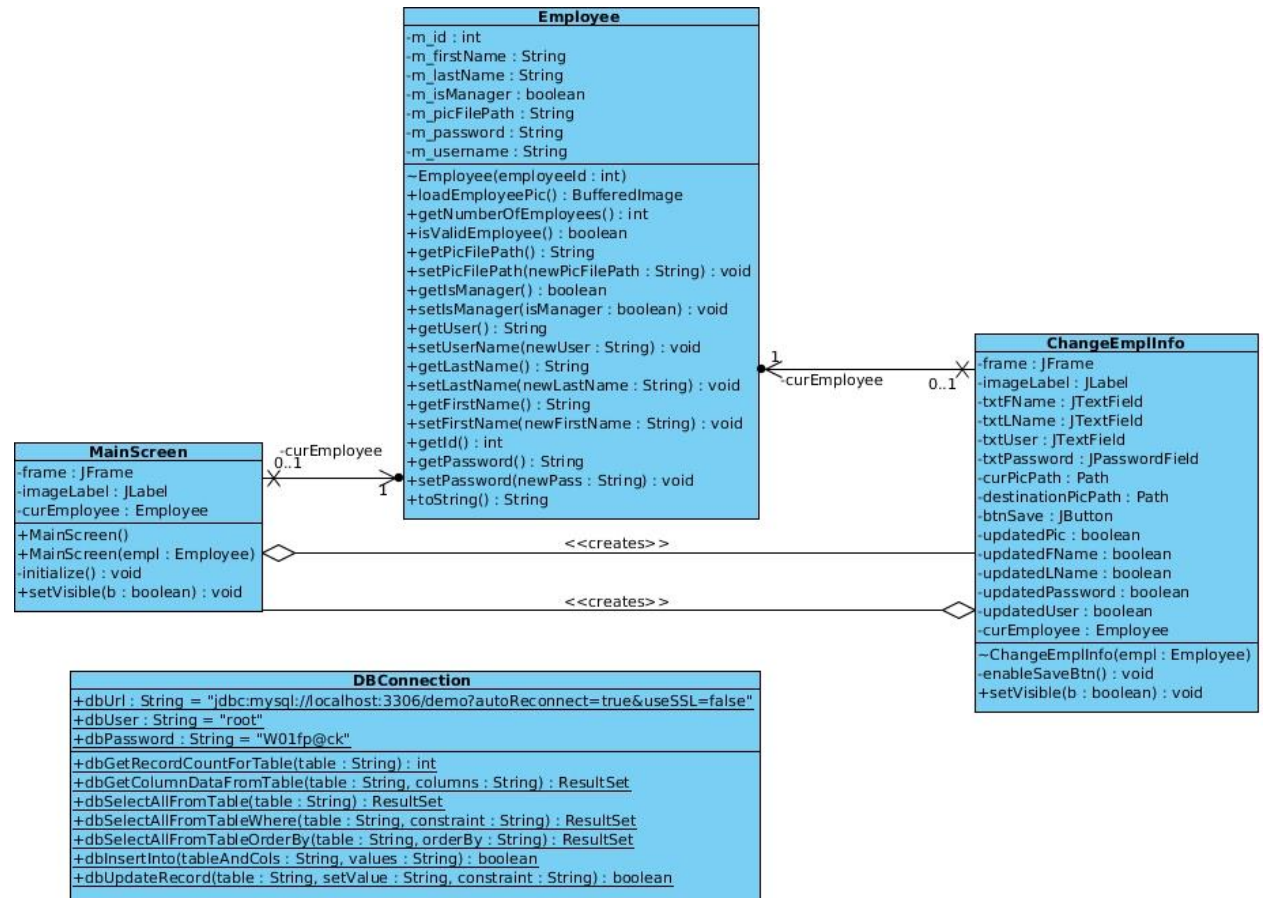 Employee
-m_id : int
-m_firstName : String
-m_lastName : String
-m_isManager : boolean
-m_picFilePath : String
-m_password : String
-m_username : String
~Employee(employeeId : int)
+loadEmployeePic() : BufferedImage
+getNumberOfEmployees() : int
+isValidEmployee() : boolean
+getPicFilePath() : String
+setPicFilePath(newPicFilePath : String) : void
+getIsManager() : boolean
+setIsManager(isManager : boolean) : void
+getUser() : String
+setUserName(newUser : String) : void
+getLastName() : String
+setLastName(newLastName : String) : void
+getFirstName() : String
+setFirstName(newFirstName : String) : void
+getId() : int
+getPassword() : String
+setPassword(newPass : String) : void
+toString() : String
1
-curEmployee
0..1
ChangeEmplInfo
-frame : JFrame
-imageLabel : JLabel
-txtFName : JTextField
-txtLName : JTextField
-txtUser : JTextField
-txtPassword : JPasswordField
-curPicPath : Path
-destinationPicPath : Path
-btnSave : JButton
-updatedPic : boolean
-updatedFName : boolean
-updatedLName : boolean
-updatedPassword : boolean
-updatedUser : boolean
-curEmployee : Employee
~ChangeEmplInfo(empl : Employee)
-enableSaveBtn() : void
+setVisible(b : boolean) : void
MainScreen
-frame : JFrame
-imageLabel : JLabel
-curEmployee : Employee
+MainScreen()
+MainScreen(empl : Employee)
-initialize() : void
+setVisible(b : boolean) : void
-curEmployee
0..1
1
<<creates>>
<<creates>>
DBConnection
+dbUrl : String = "jdbc:mysql://localhost:3306/demo?autoReconnect=true&useSSL=false"
+dbUser : String = "root"
+dbPassword : String = "W01fp@ck"
+dbGetRecordCountForTable(table : String) : int
+dbGetColumnDataFromTable(table : String, columns : String) : ResultSet
+dbSelectAllFromTable(table : String) : ResultSet
+dbSelectAllFromTableWhere(table : String, constraint : String) : ResultSet
+dbSelectAllFromTableOrderBy(table : String, orderBy : String) : ResultSet
+dbInsertInto(tableAndCols : String, values : String) : boolean
+dbUpdateRecord(table : String, setValue : String, constraint : String) : boolean